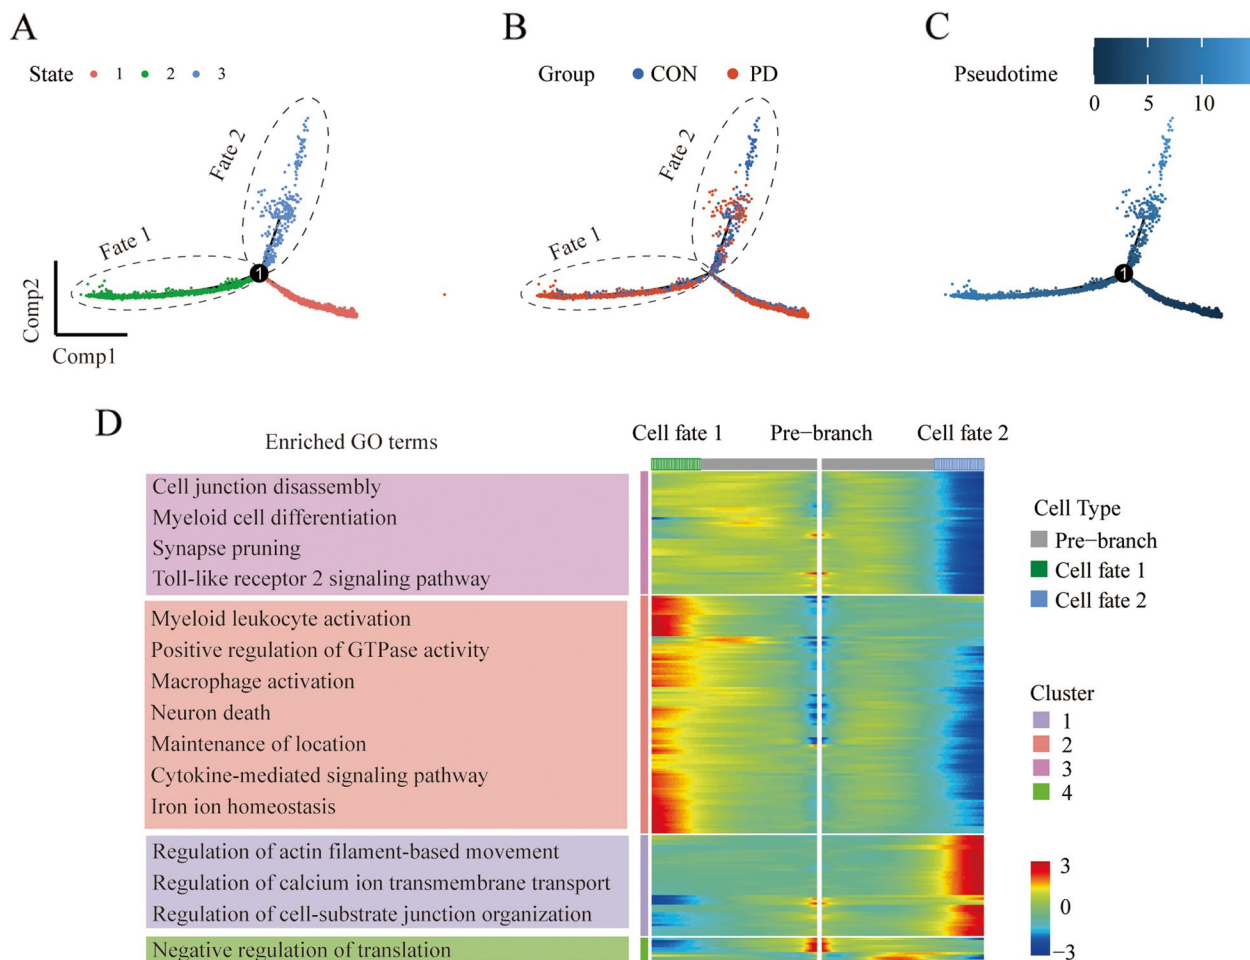 A
State 1 2 3
Fate 2
Fate 1
1
Comp2
Comp1
B
Group CON PD
Fate 2
Fate 1
C
Pseudotime
0 5 10
1
D
Enriched GO terms
Cell fate 1 Pre-branch Cell fate 2
Cell junction disassembly
Myeloid cell differentiation
Synapse pruning
Toll-like receptor 2 signaling pathway
Myeloid leukocyte activation
Positive regulation of GTPase activity
Macrophage activation
Neuron death
Maintenance of location
Cytokine-mediated signaling pathway
Iron ion homeostasis
Regulation of actin filament-based movement
Regulation of calcium ion transmembrane transport
Regulation of cell-substrate junction organization
Negative regulation of translation
Cell Type
Pre−branch
Cell fate 1
Cell fate 2
Cluster
1
2
3
4
3
0
−3